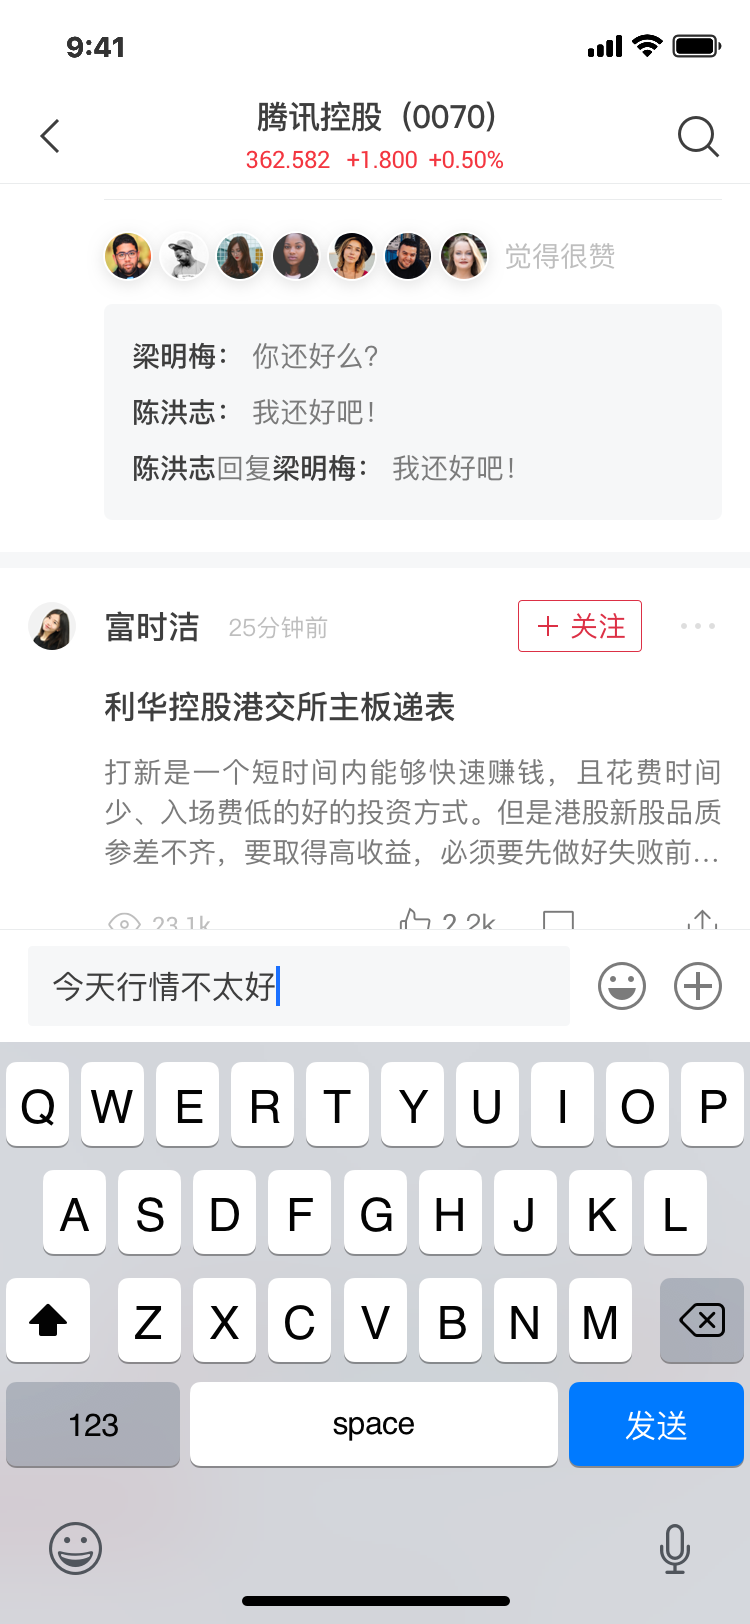 9:41
腾讯控股（0070）
362.582 +1.800 +0.50%
觉得很赞
梁明梅： 你还好么？
陈洪志： 我还好吧！
陈洪志回复梁明梅： 我还好吧！
富时洁 25分钟前 关注
利华控股港交所主板递表
打新是一个短时间内能够快速赚钱，且花费时间
少、入场费低的好的投资方式。但是港股新股品质
参差不齐，要取得高收益，必须要先做好失败前...
23.1k 2.2k
今天行情不太好
Q W E R T Y U I O P
A S D F G H J K L
Z X C V B N M
123 space 发送